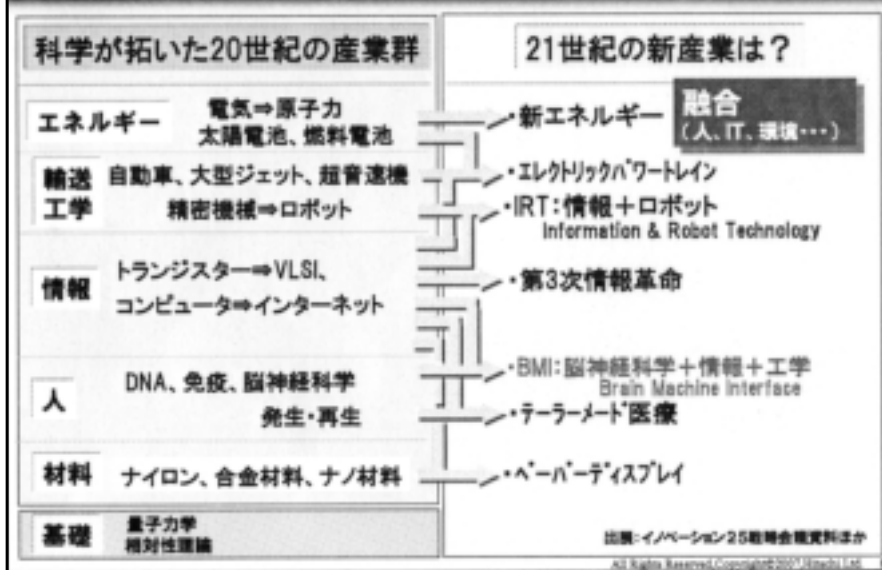 科学が拓いた20世紀の産業群
エネルギー
電気⇒原子力
太陽電池、燃料電池
輸送
工学
自動車、大型ジェット、超音速機
精密機械⇒ロボット
情報
トランジスター⇒VLSI、
コンピュータ⇒インターネット
人
DNA、免疫、脳神経科学
発生・再生
材料
ナイロン、合金材料、ナノ材料
基礎
量子力学
相対性理論
21世紀の新産業は?
融合
(人、IT、環境・・・)
・新エネルギー
・エレクトリックパワートレイン
・IRT:情報+ロボット
Information & Robot Technology
・第3次情報革命
・BMI:脳神経科学+情報+工学
Brain Machine Interface
・テーラーメード医療
・ペーパーディスプレイ
出展:イノベーション25戦略会議資料ほか
All Rights Reserved,Copyright©2007,Hitachi Ltd.